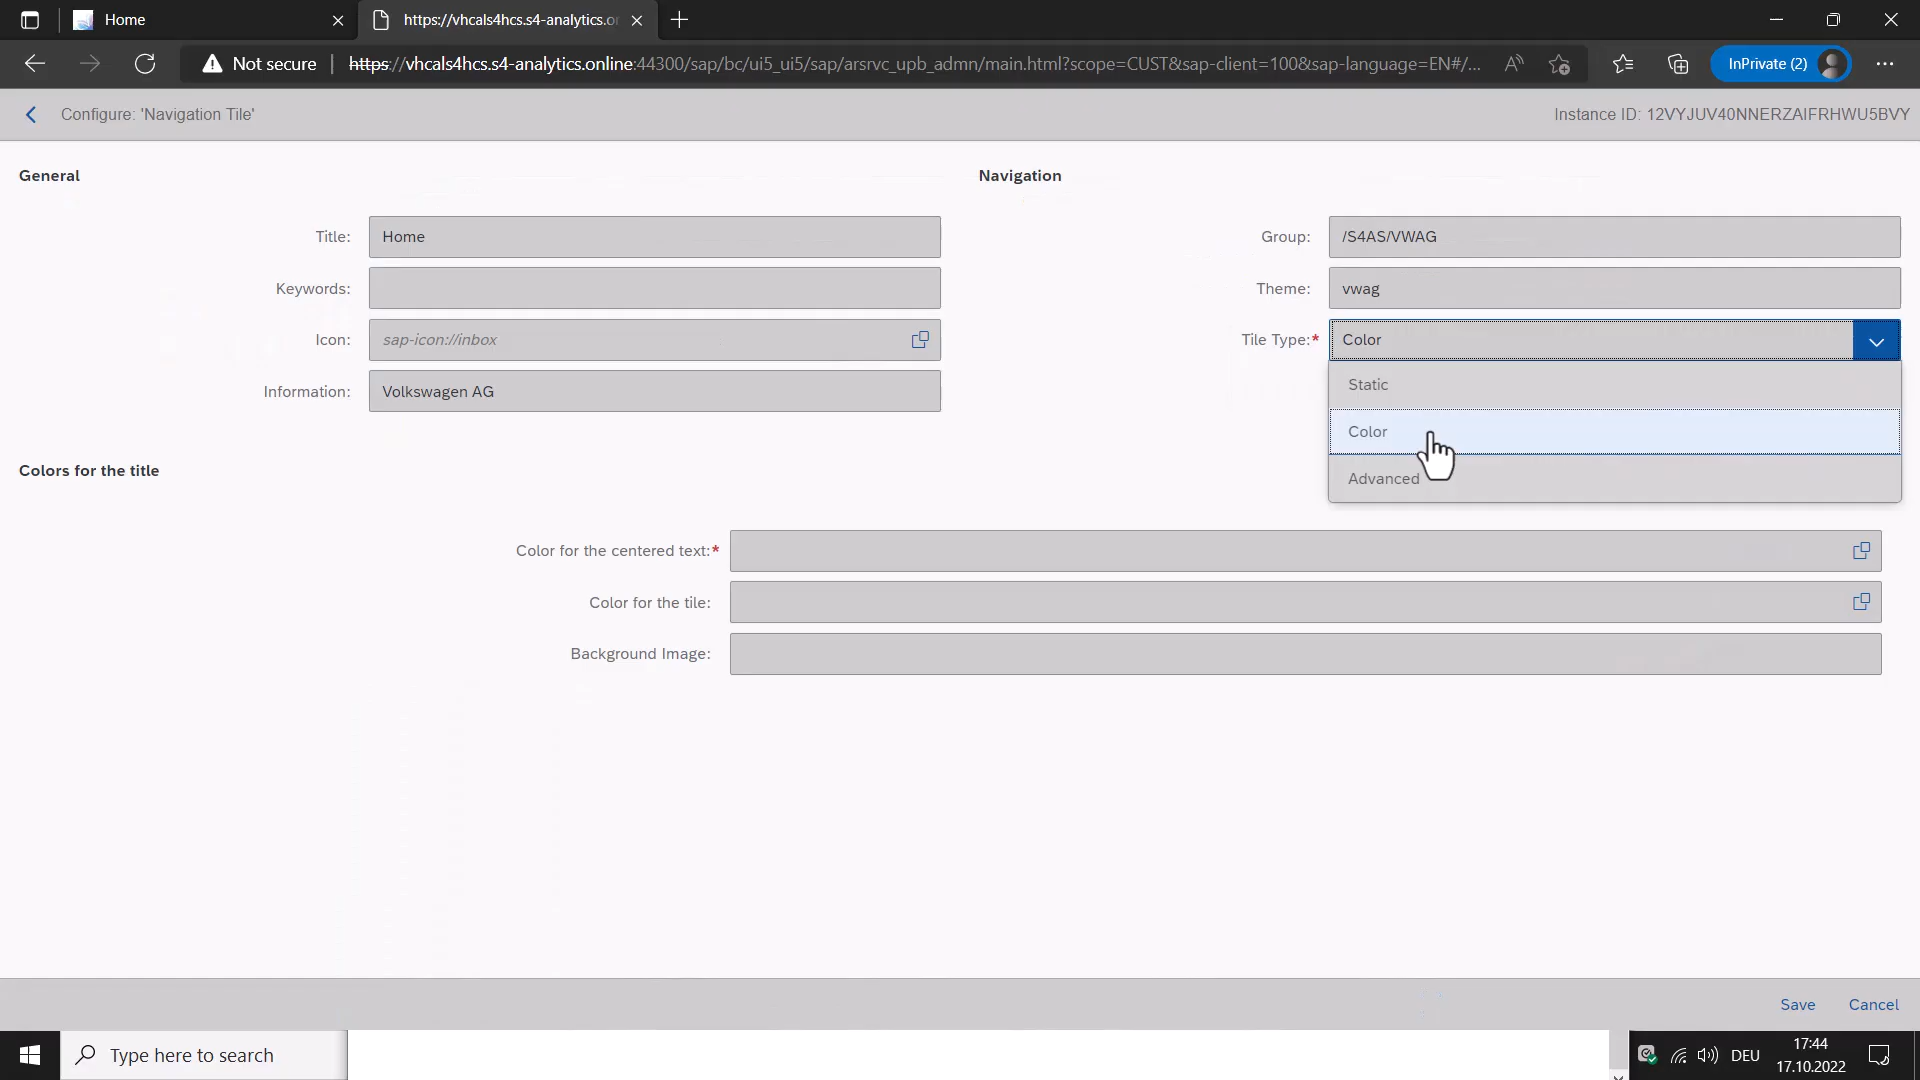 Home
https://vhcals4hcs.s4-analytics.o
Not secure
https://vhcals4hcs.s4-analytics.online:44300/sap/bc/ui5_ui5/sap/arsrvc_upb_admn/main.html?scope=CUST&sap-client=100&sap-language=EN#/...
InPrivate (2)
Configure: 'Navigation Tile'
Instance ID: 12VYJUV40NNERZAIFRHWU5BVY
General
Navigation
Title:
Home
Group:
/S4AS/VWAG
Keywords:
Theme:
vwag
Icon:
sap-icon://inbox
Tile Type:*
Color
Information:
Volkswagen AG
Static
Color
Advanced
Colors for the title
Color for the centered text:*
Color for the tile:
Background Image:
Save
Cancel
Type here to search
DEU
17:44
17.10.2022